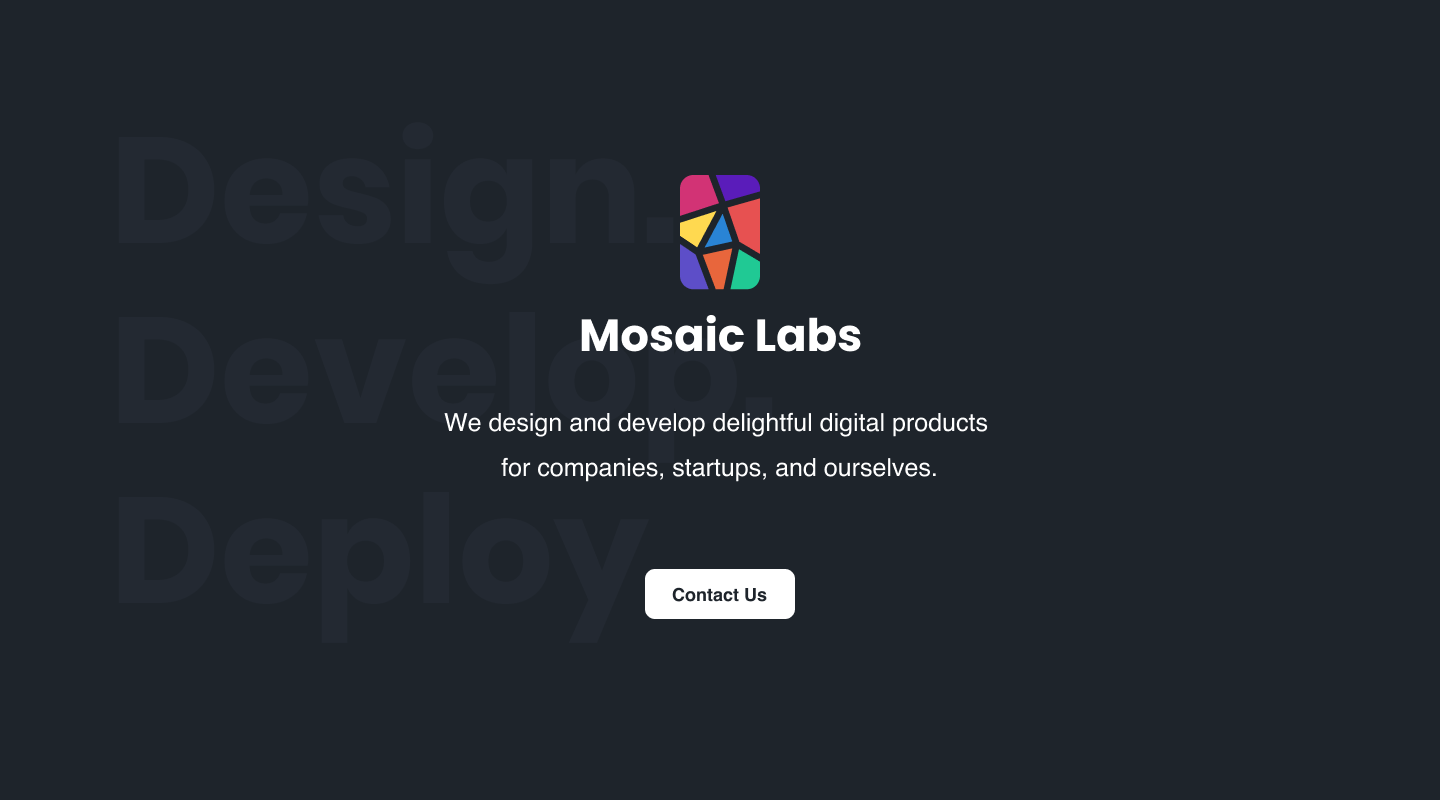 Design.
Develop.
Deploy
Mosaic Labs
We design and develop delightful digital products
for companies, startups, and ourselves.
Contact Us